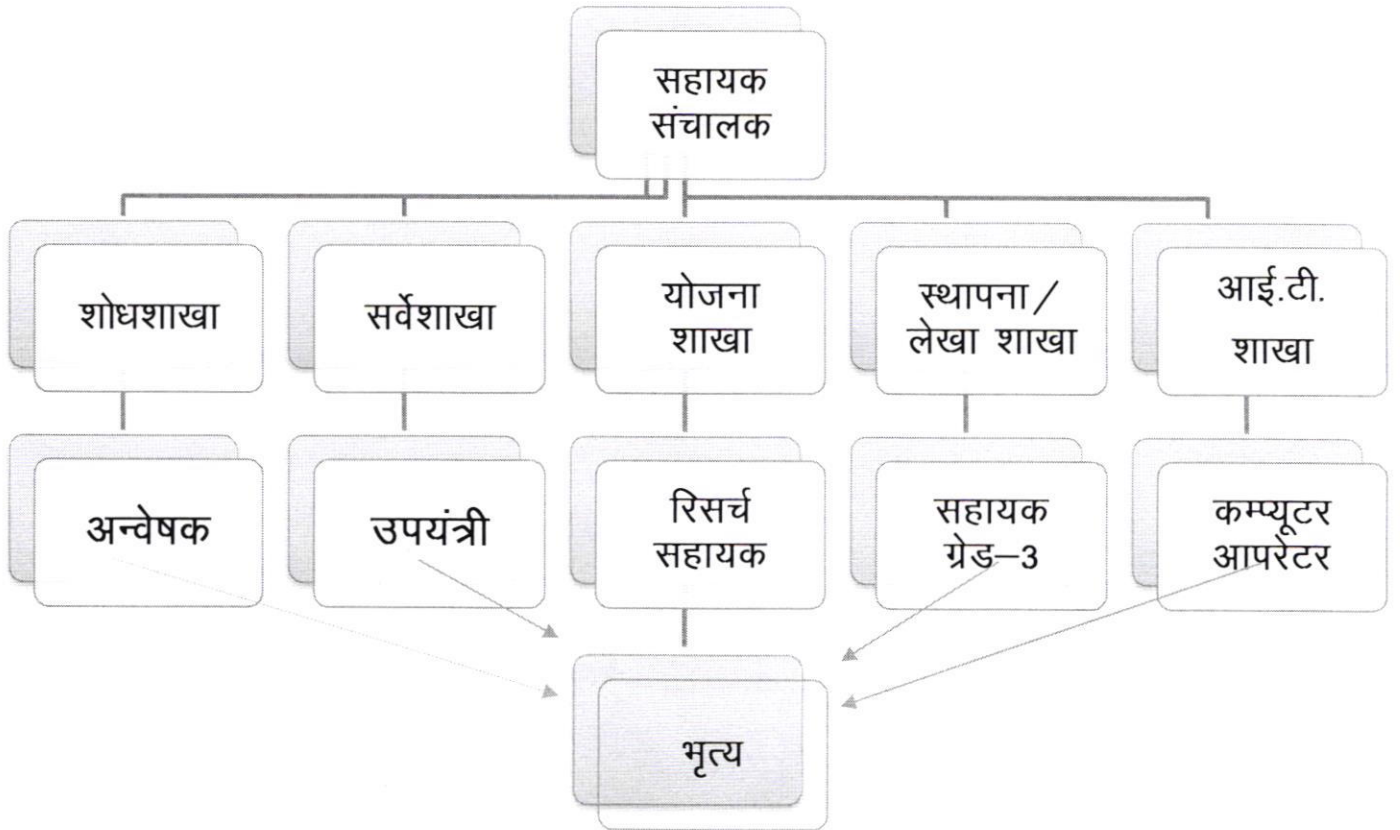 सहायक
संचालक
शोधशाखा
सर्वेशाखा
योजना
शाखा
स्थापना/
लेखा शाखा
आई.टी.
शाखा
अन्वेषक
उपयंत्री
रिसर्च
सहायक
सहायक
ग्रेड–3
कम्प्यूटर
आपरेटर
भृत्य